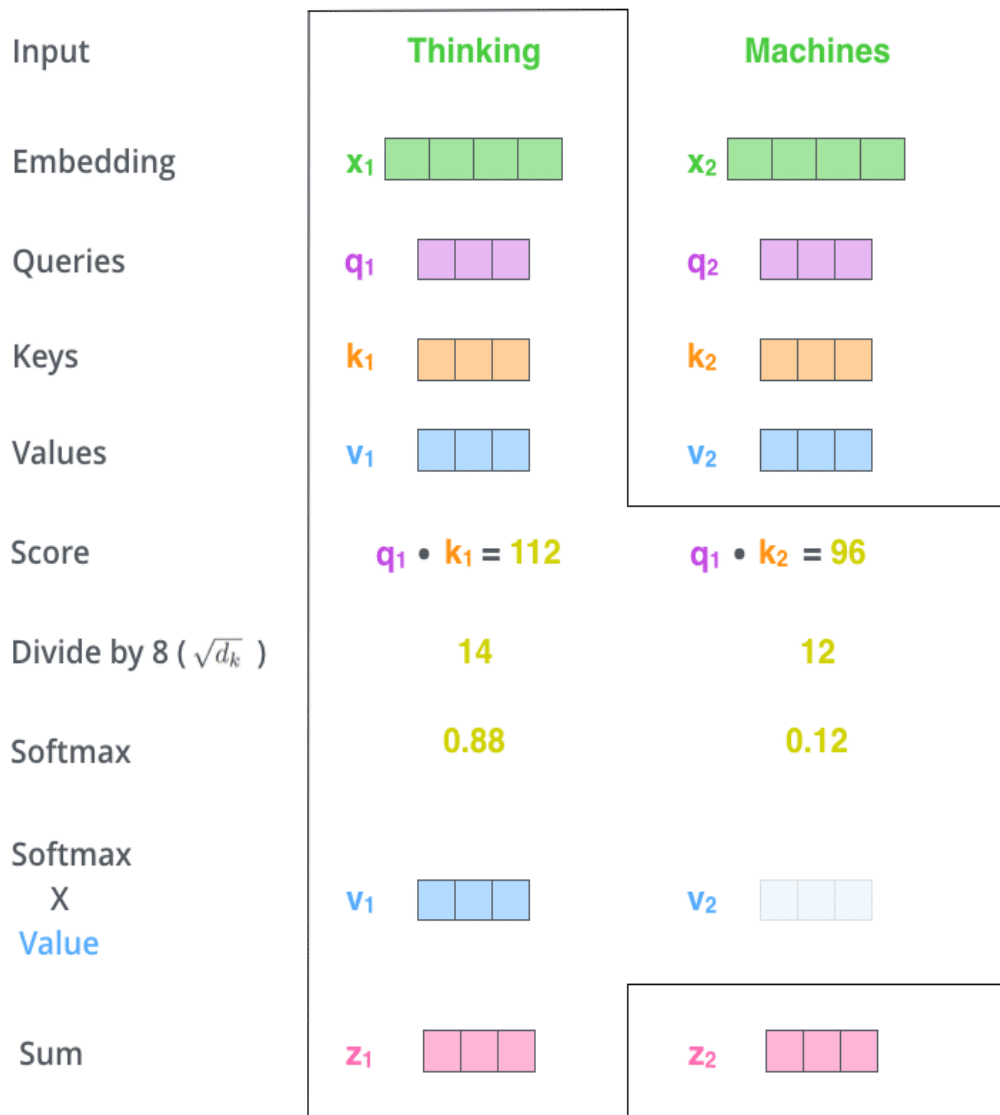 Input Thinking Machines
Embedding x₁ x₂
Queries q₁ q₂
Keys k₁ k₂
Values v₁ v₂
Score q₁ • k₁ = 112 q₁ • k₂ = 96
Divide by 8 ( √dₖ ) 14 12
Softmax 0.88 0.12
Softmax
X v₁ v₂
Value
Sum z₁ z₂